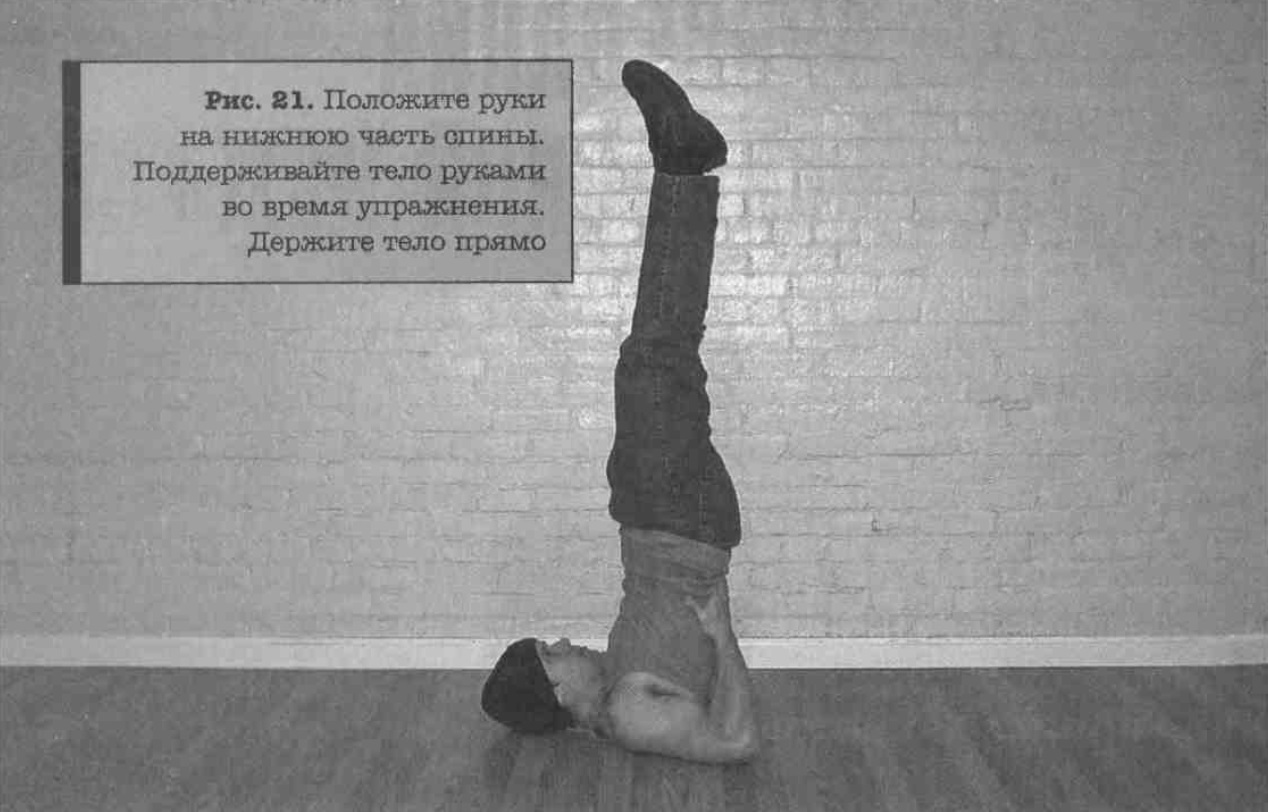 Рис. 21. Положите руки
на нижнюю часть спины.
Поддерживайте тело руками
во время упражнения.
Держите тело прямо